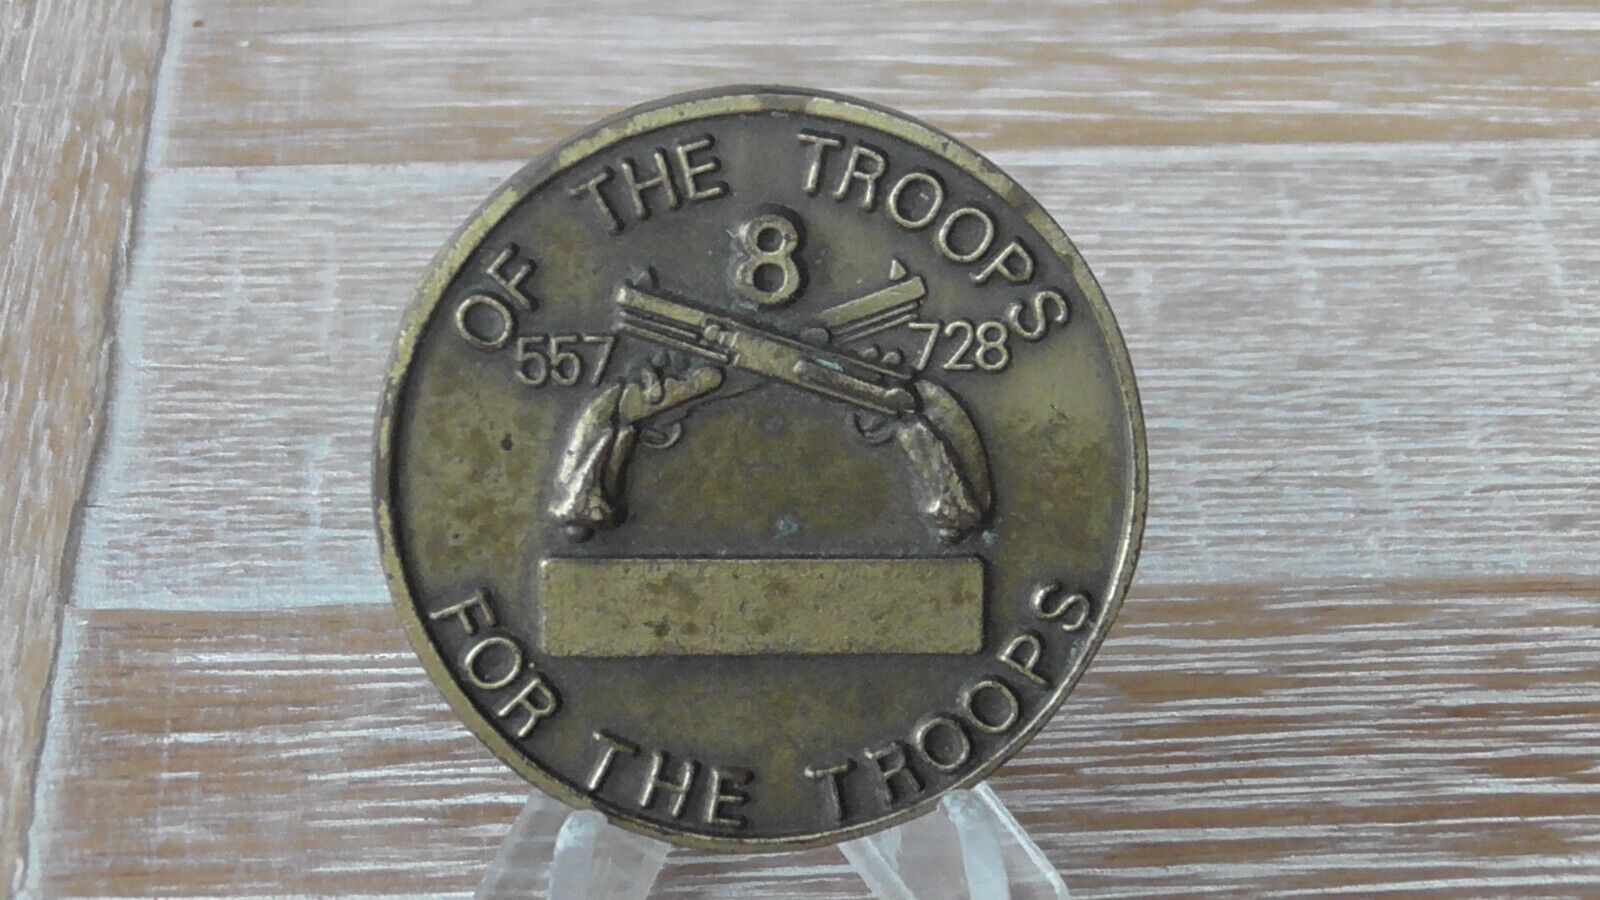 OF THE TROOPS
8
557 728
FOR THE TROOPS